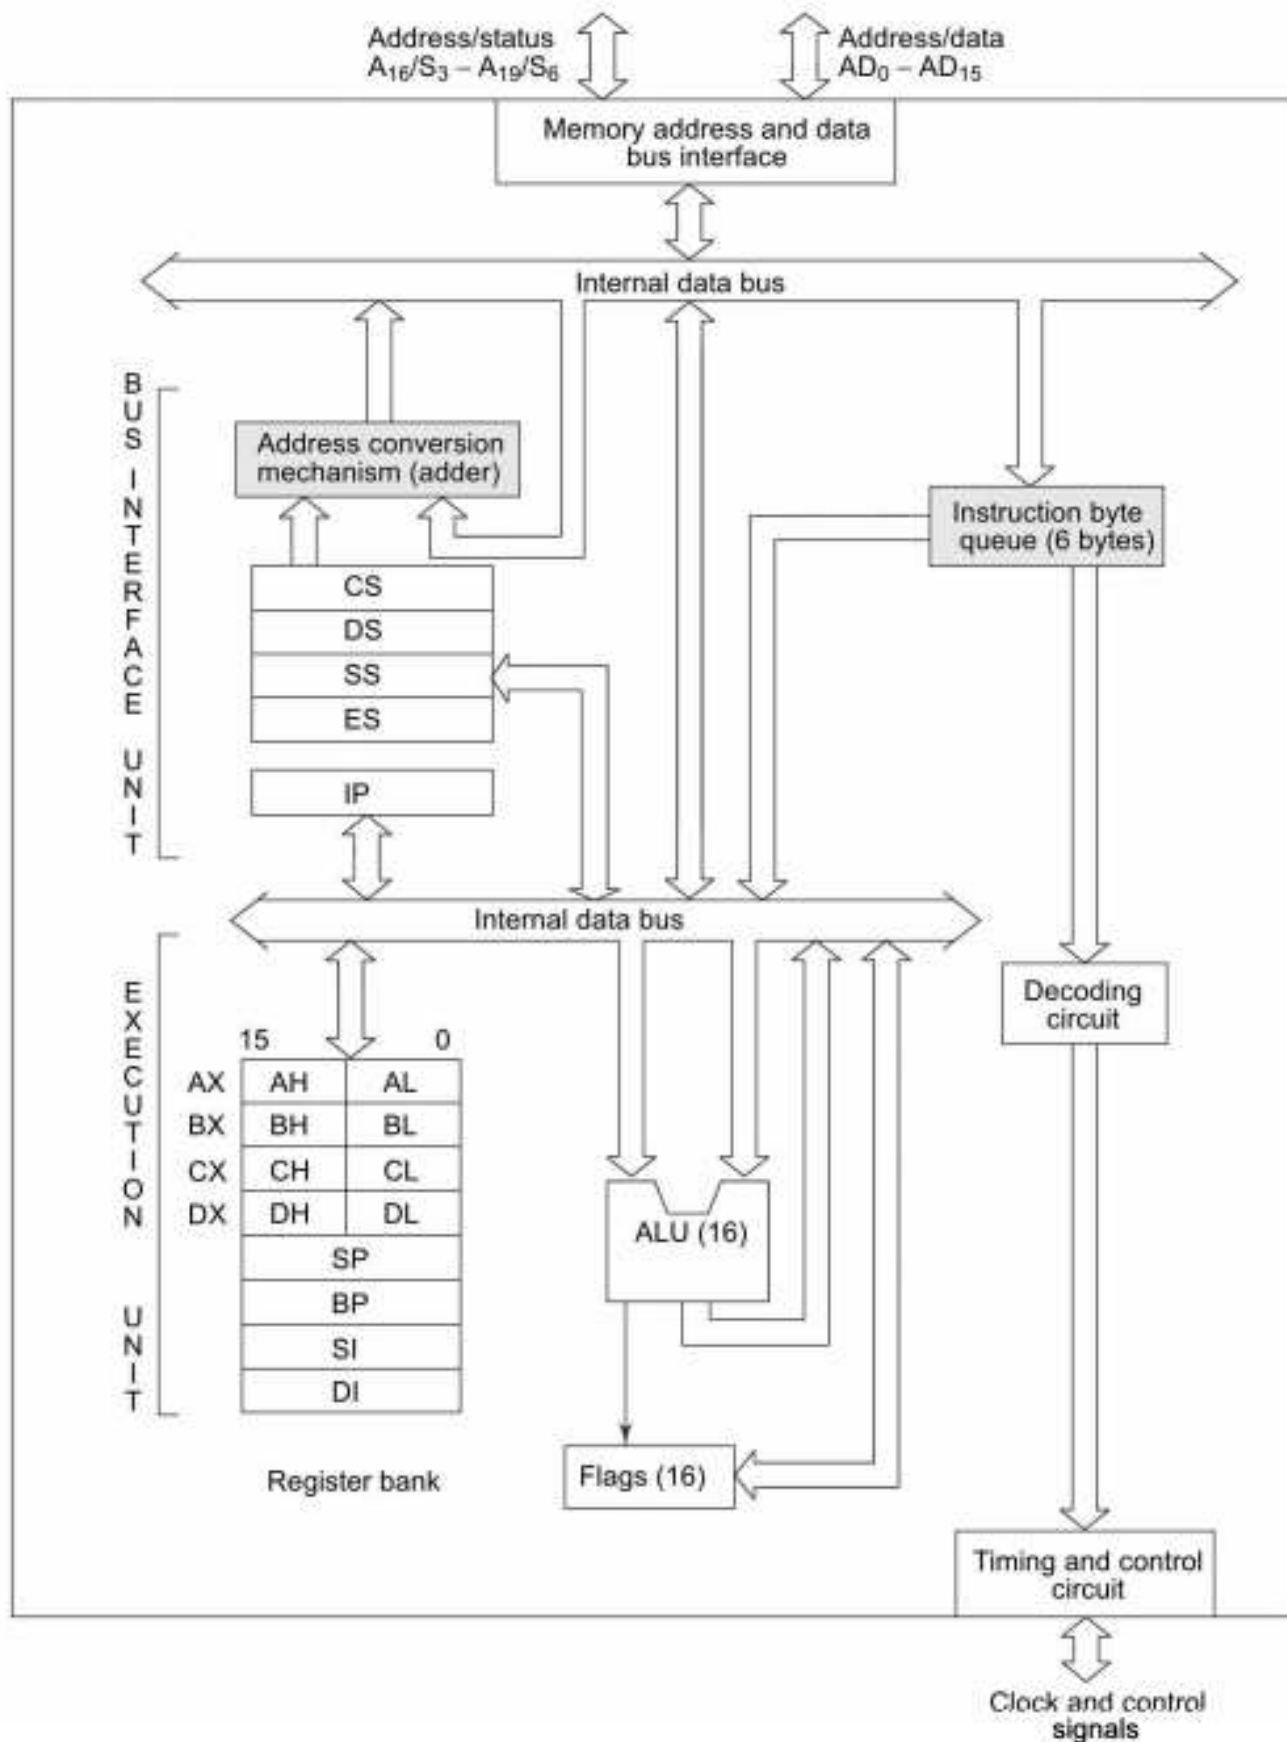 Address/status
A₁₆/S₃ – A₁₉/S₆
Address/data
AD₀ – AD₁₅
Memory address and data
bus interface
Internal data bus
BUS INTERFACE UNIT
Address conversion
mechanism (adder)
Instruction byte
queue (6 bytes)
CS
DS
SS
ES
IP
Internal data bus
EXECUTION UNIT
Decoding
circuit
15 0
AX AH AL
BX BH BL
CX CH CL
DX DH DL
SP
BP
SI
DI
ALU (16)
Register bank
Flags (16)
Timing and control
circuit
Clock and control
signals